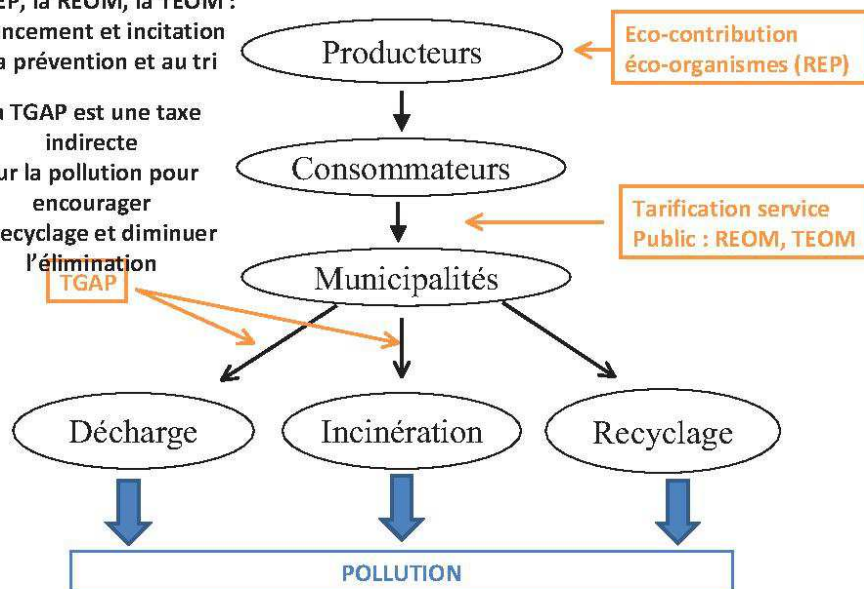 EP, la REOM, la TEOM :
ncement et incitation
a prévention et au tri
TGAP est une taxe
indirecte
ur la pollution pour
encourager
ecyclage et diminuer
l'élimination
TGAP
Producteurs
Eco-contribution
éco-organismes (REP)
Consommateurs
Tarification service
Public : REOM, TEOM
Municipalités
Décharge
Incinération
Recyclage
POLLUTION